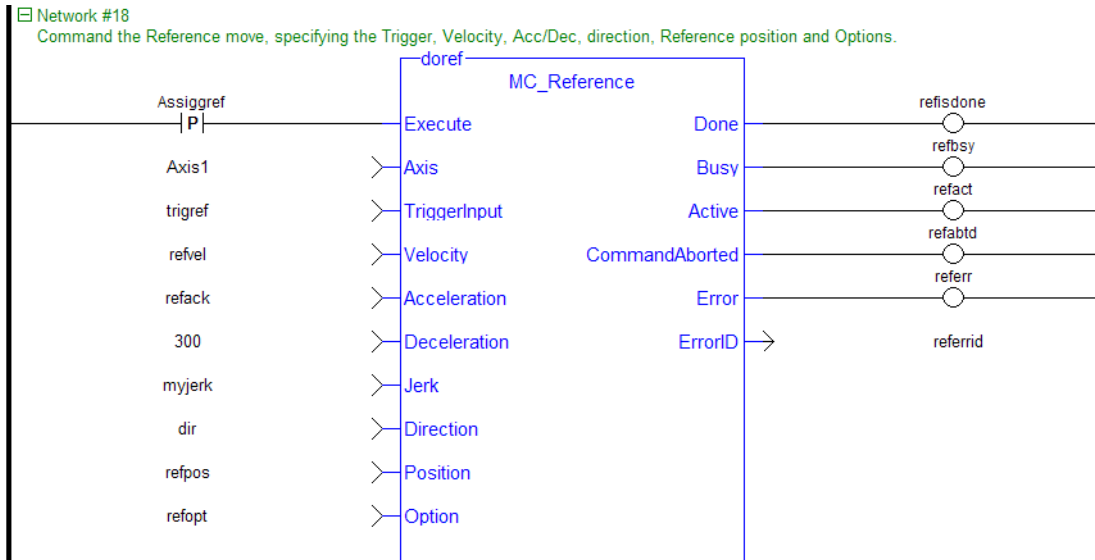 Network #18
Command the Reference move, specifying the Trigger, Velocity, Acc/Dec, direction, Reference position and Options.
doref
MC_Reference
Assiggref
P
Execute
Done
refisdone
Axis1
Axis
Busy
refbsy
trigref
TriggerInput
Active
refact
refvel
Velocity
CommandAborted
refabtd
refack
Acceleration
Error
referr
300
Deceleration
ErrorID
referrid
myjerk
Jerk
dir
Direction
refpos
Position
refopt
Option